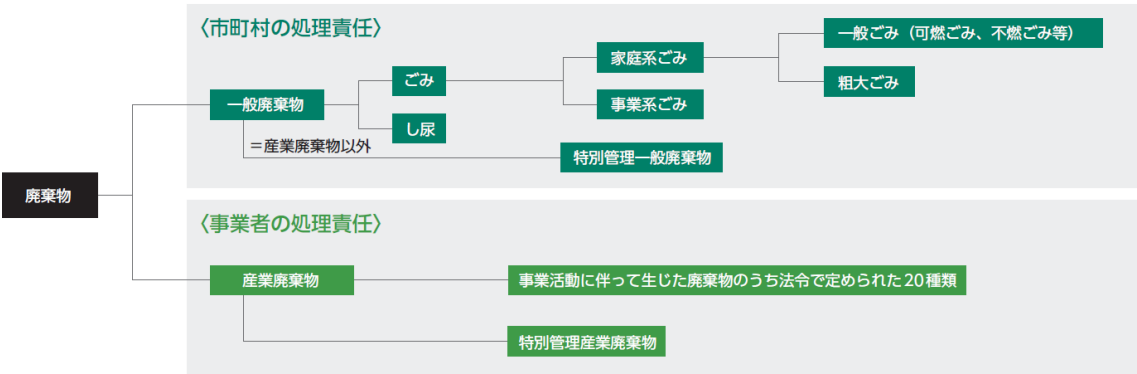 〈市町村の処理責任〉
一般ごみ（可燃ごみ、不燃ごみ等）
家庭系ごみ
ごみ
粗大ごみ
一般廃棄物
事業系ごみ
し尿
＝産業廃棄物以外
特別管理一般廃棄物
廃棄物
〈事業者の処理責任〉
産業廃棄物
事業活動に伴って生じた廃棄物のうち法令で定められた20種類
特別管理産業廃棄物